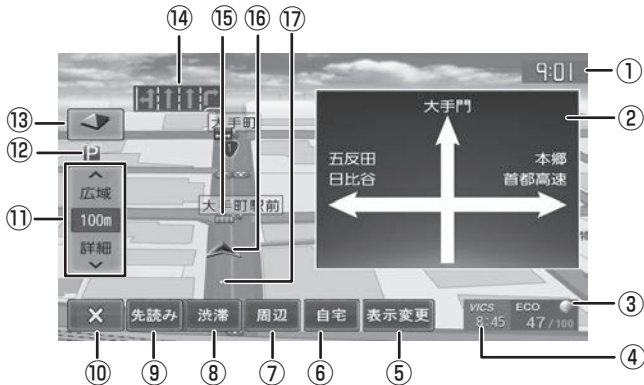 ⑭ ⑮ ⑯ ⑰
9:01 ①
⑬
大手町
大手門
②
⑫ P
1
五反田
日比谷
本郷
首都高速
⑪
広域
100m
詳細
大手町駅前
VICS
8:45
ECO
47/100
③
④
× 先読み 渋滞 周辺 自宅 表示変更
⑩ ⑨ ⑧ ⑦ ⑥ ⑤